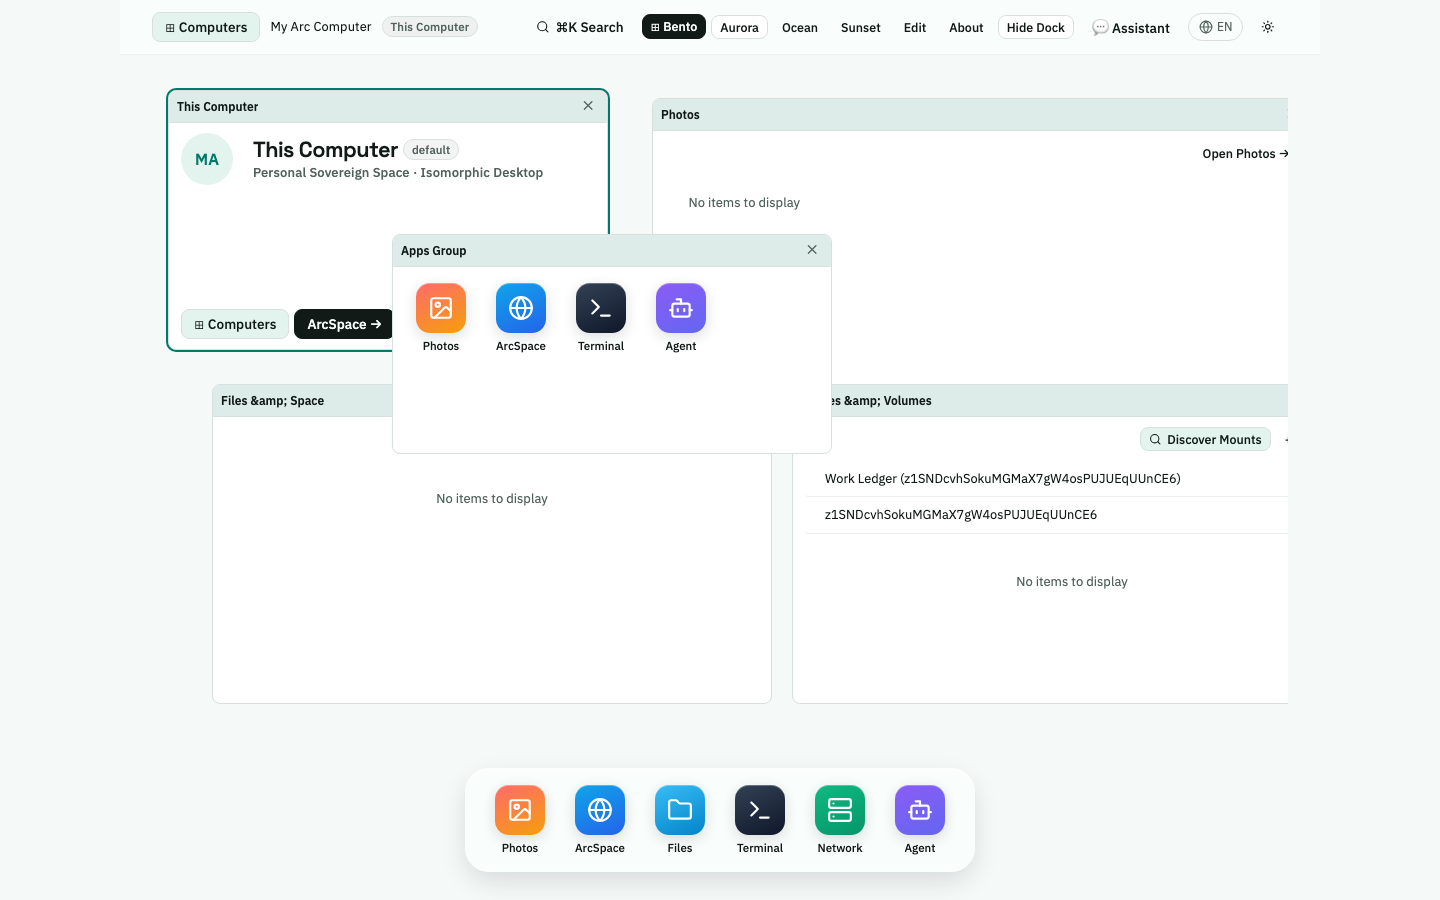 Computers My Arc Computer This Computer ⌘K Search Bento Aurora Ocean Sunset Edit About Hide Dock Assistant EN
This Computer
MA
This Computer default
Personal Sovereign Space · Isomorphic Desktop
Computers ArcSpace →
Photos
Open Photos →
No items to display
Apps Group
Photos ArcSpace Terminal Agent
Files &amp; Space
No items to display
es &amp; Volumes
Discover Mounts
Work Ledger (z1SNDcvhSokuMGMaX7gW4osPUJUEqUUnCE6)
z1SNDcvhSokuMGMaX7gW4osPUJUEqUUnCE6
No items to display
Photos ArcSpace Files Terminal Network Agent